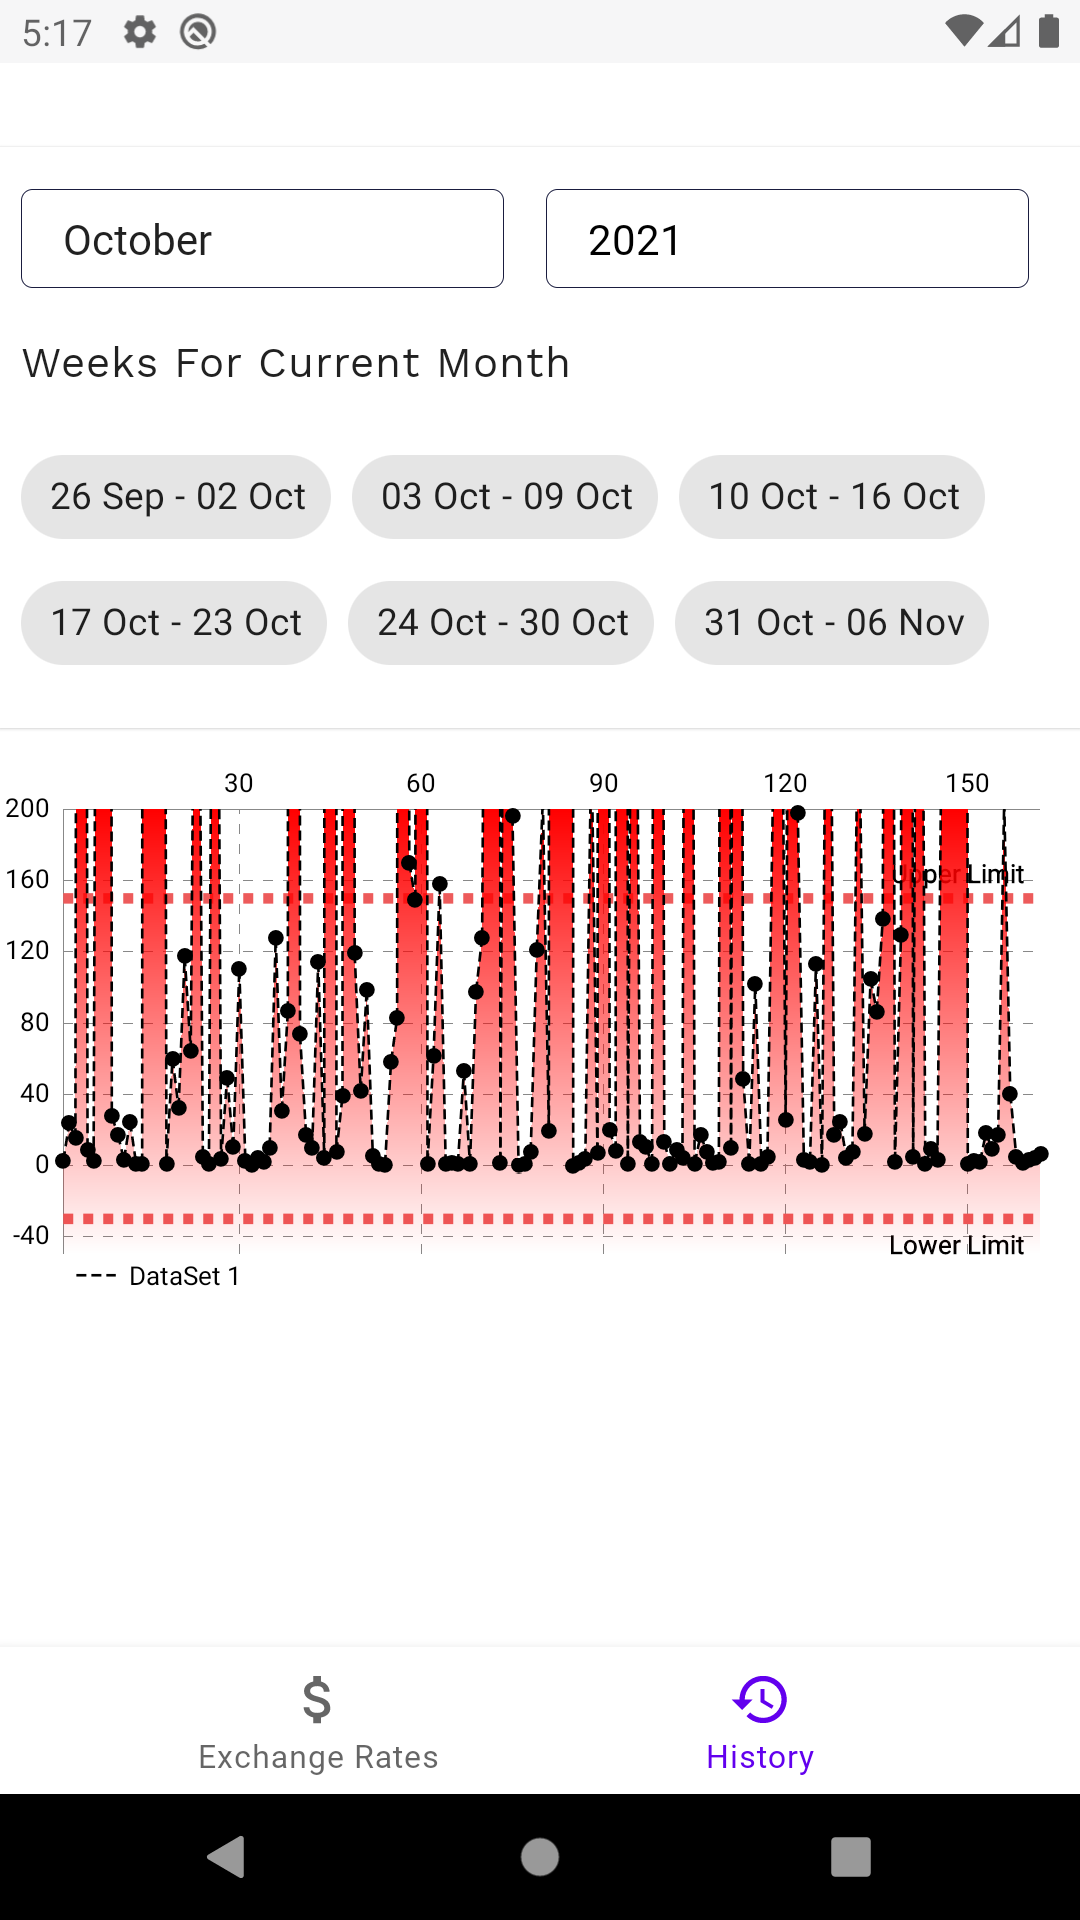 5:17
October
2021
Weeks For Current Month
26 Sep - 02 Oct
03 Oct - 09 Oct
10 Oct - 16 Oct
17 Oct - 23 Oct
24 Oct - 30 Oct
31 Oct - 06 Nov
30 60 90 120 150
200
160
Upper Limit
120
80
40
0
-40
Lower Limit
DataSet 1
Exchange Rates
History